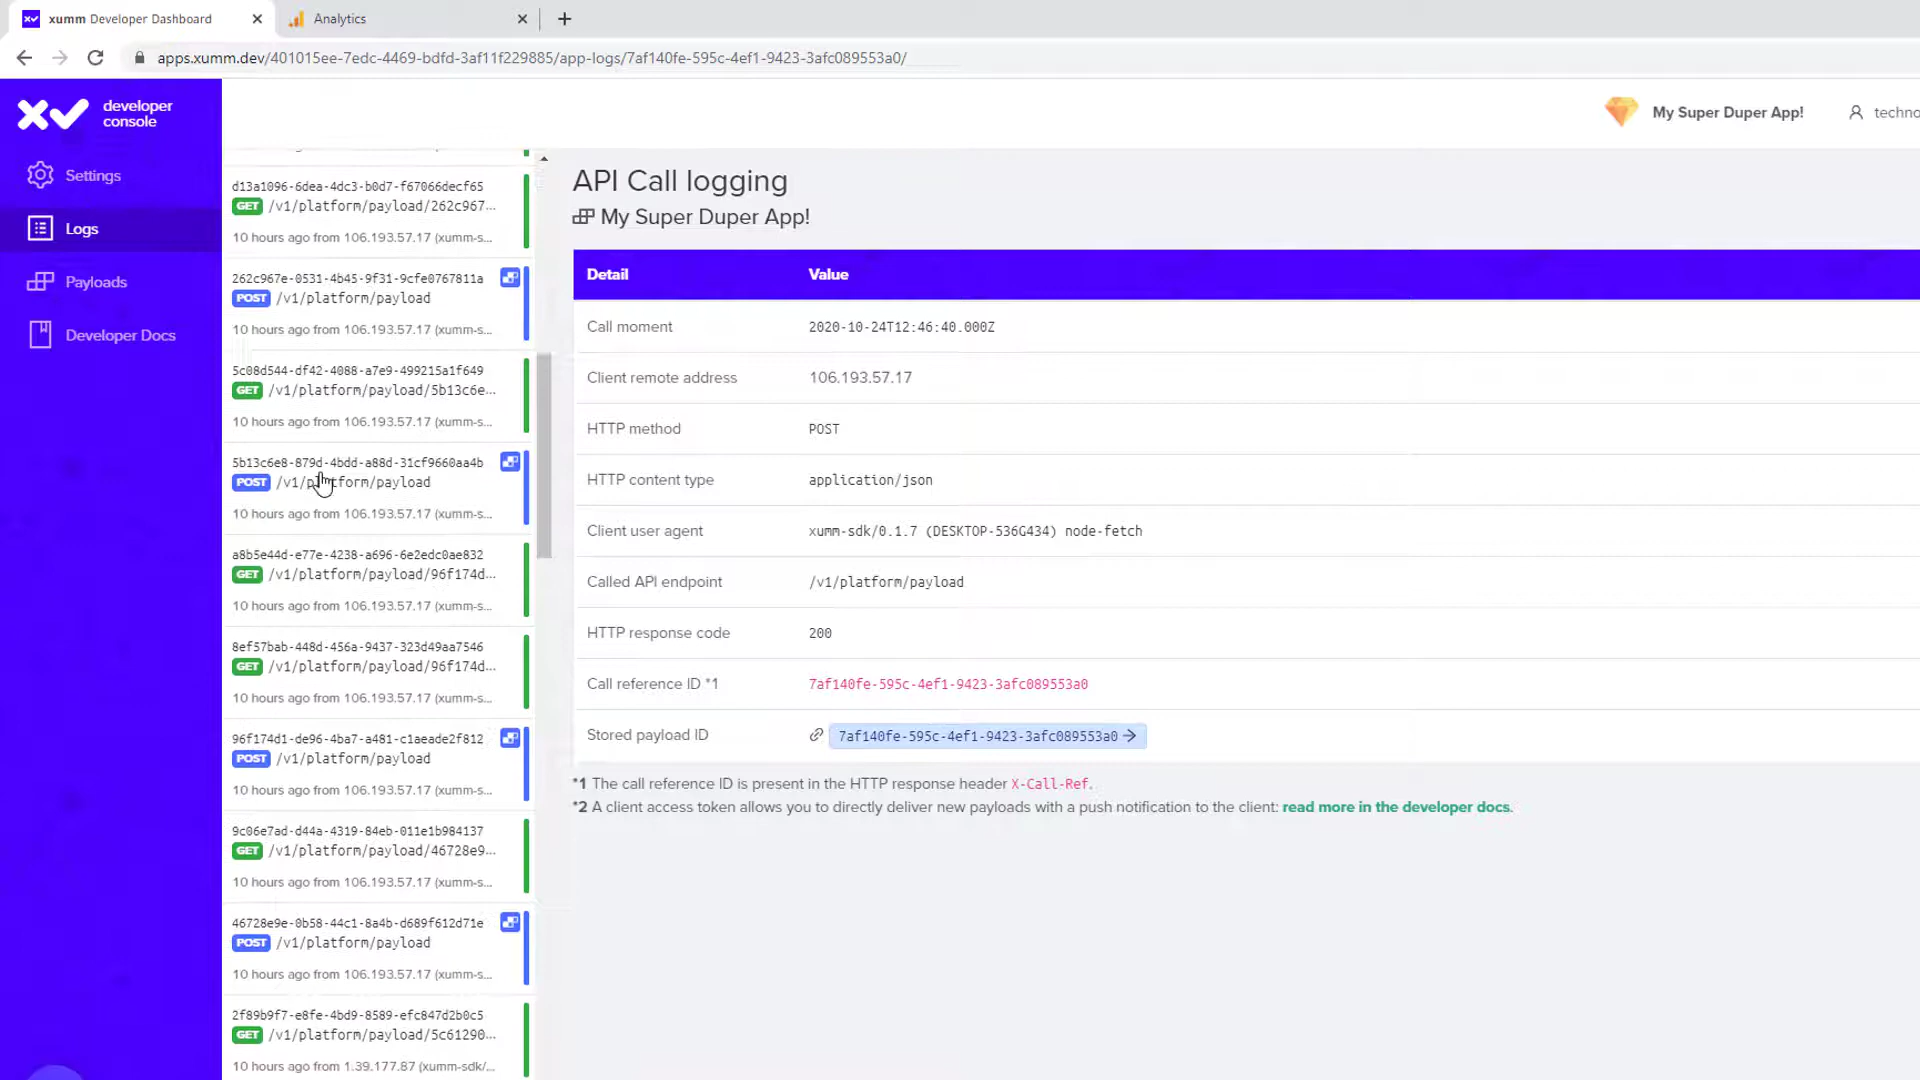 xumm Developer Dashboard
Analytics
apps.xumm.dev/401015ee-7edc-4469-bdfd-3af11f229885/app-logs/7af140fe-595c-4ef1-9423-3afc089553a0/
developer
console
My Super Duper App!
techno
Settings
Logs
Payloads
Developer Docs
d13a1096-6dea-4dc3-b0d7-f67066decf65
GET /v1/platform/payload/262c967...
10 hours ago from 106.193.57.17 (xumm-s...
262c967e-0531-4b45-9f31-9cfe0767811a
POST /v1/platform/payload
10 hours ago from 106.193.57.17 (xumm-s...
5c08d544-df42-4088-a7e9-499215a1f649
GET /v1/platform/payload/5b13c6e...
10 hours ago from 106.193.57.17 (xumm-s...
5b13c6e8-879d-4bdd-a88d-31cf9660aa4b
POST /v1/platform/payload
10 hours ago from 106.193.57.17 (xumm-s...
a8b5e44d-e77e-4238-a696-6e2edc0ae832
GET /v1/platform/payload/96f174d...
10 hours ago from 106.193.57.17 (xumm-s...
8ef57bab-448d-456a-9437-323d49aa7546
GET /v1/platform/payload/96f174d...
10 hours ago from 106.193.57.17 (xumm-s...
96f174d1-de96-4ba7-a481-c1aeade2f812
POST /v1/platform/payload
10 hours ago from 106.193.57.17 (xumm-s...
9c06e7ad-d44a-4319-84eb-011e1b984137
GET /v1/platform/payload/46728e9...
10 hours ago from 106.193.57.17 (xumm-s...
46728e9e-0b58-44c1-8a4b-d689f612d71e
POST /v1/platform/payload
10 hours ago from 106.193.57.17 (xumm-s...
2f89b9f7-e8fe-4bd9-8589-efc847d2b0c5
GET /v1/platform/payload/5c61290...
10 hours ago from 1.39.177.87 (xumm-sdk/...
API Call logging
My Super Duper App!
Detail Value
Call moment 2020-10-24T12:46:40.000Z
Client remote address 106.193.57.17
HTTP method POST
HTTP content type application/json
Client user agent xumm-sdk/0.1.7 (DESKTOP-536G434) node-fetch
Called API endpoint /v1/platform/payload
HTTP response code 200
Call reference ID *1 7af140fe-595c-4ef1-9423-3afc089553a0
Stored payload ID 7af140fe-595c-4ef1-9423-3afc089553a0
*1 The call reference ID is present in the HTTP response header X-Call-Ref.
*2 A client access token allows you to directly deliver new payloads with a push notification to the client: read more in the developer docs.